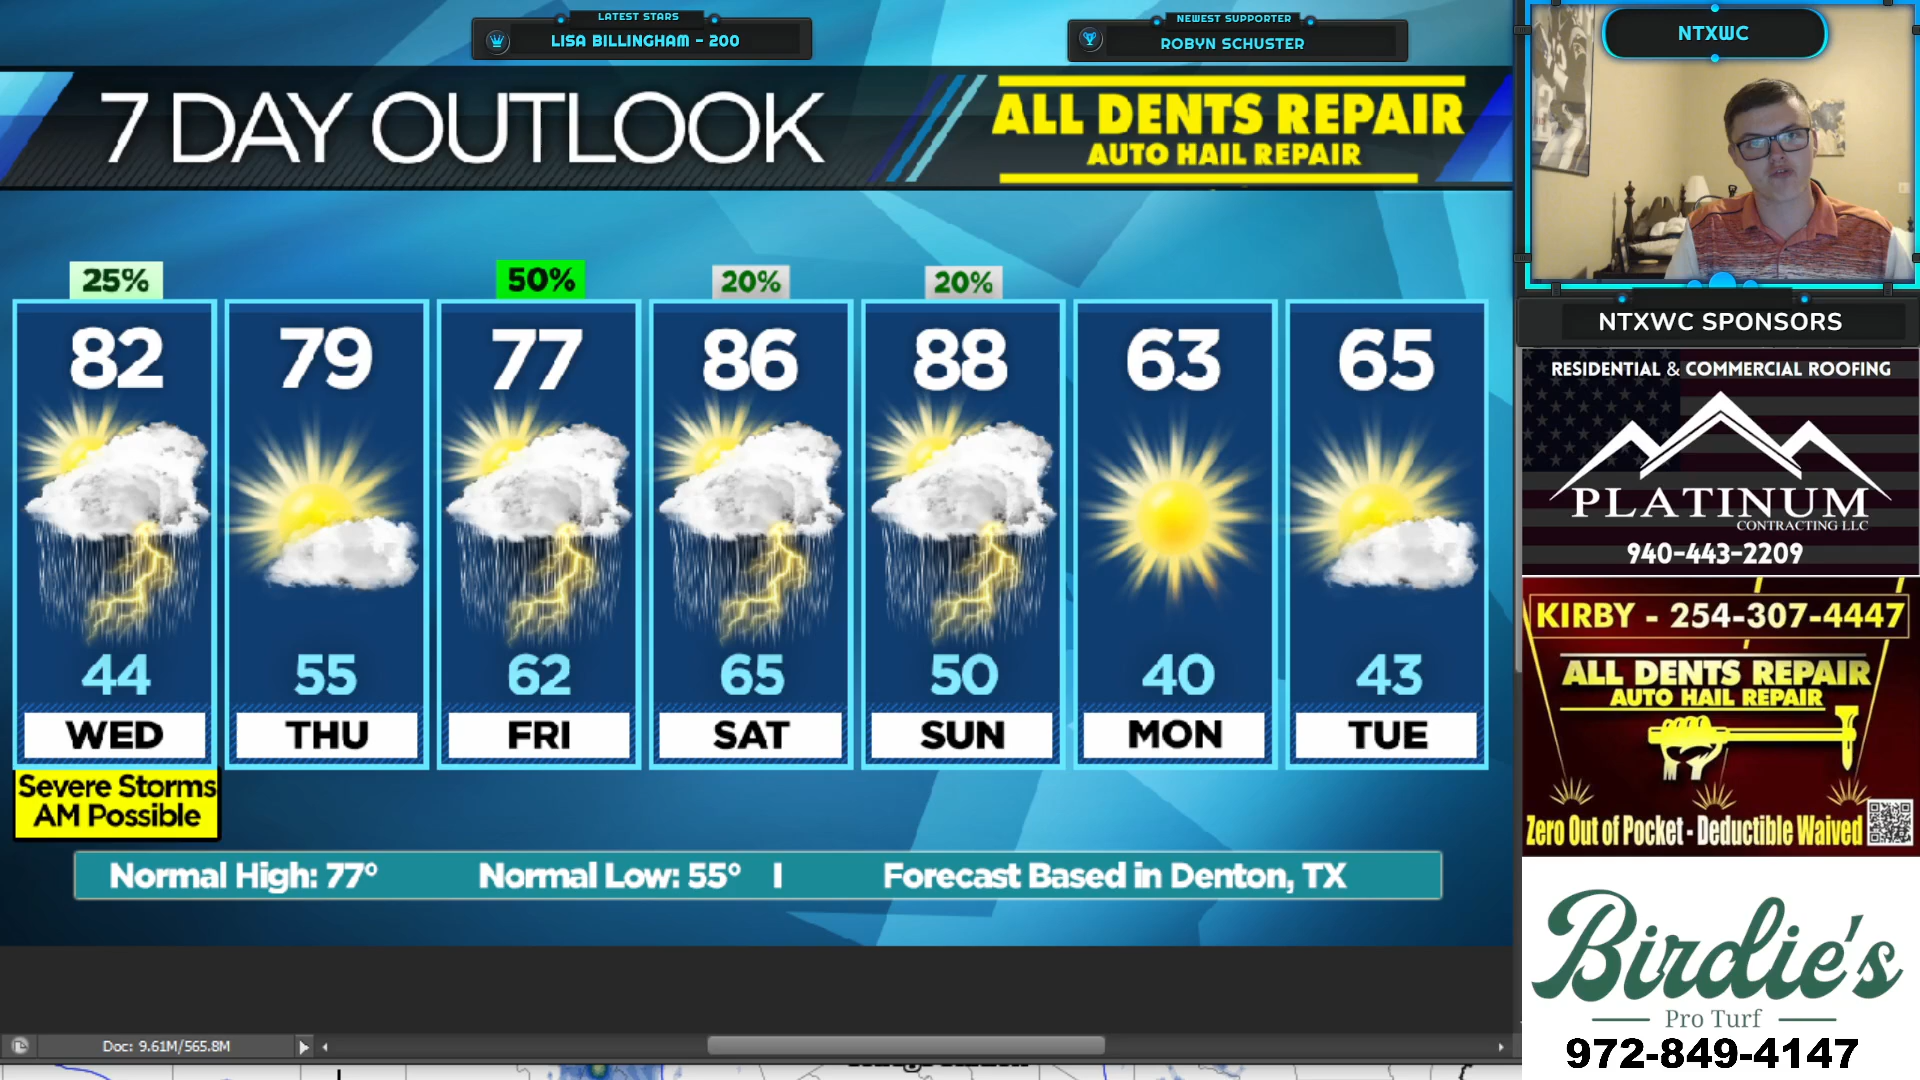 LATEST STARS
LISA BILLINGHAM - 200
NEWEST SUPPORTER
ROBYN SCHUSTER
NTXWC
7 DAY OUTLOOK
ALL DENTS REPAIR
AUTO HAIL REPAIR
25%
50%
20%
20%
82
79
77
86
88
63
65
44
55
62
65
50
40
43
WED
THU
FRI
SAT
SUN
MON
TUE
Severe Storms
AM Possible
Normal High: 77° Normal Low: 55° | Forecast Based in Denton, TX
NTXWC SPONSORS
RESIDENTIAL & COMMERCIAL ROOFING
PLATINUM
CONTRACTING LLC
940-443-2209
KIRBY - 254-307-4447
ALL DENTS REPAIR
AUTO HAIL REPAIR
Zero Out of Pocket - Deductible Waived
Birdie's
Pro Turf
972-849-4147
Doc: 9.61M/565.8M